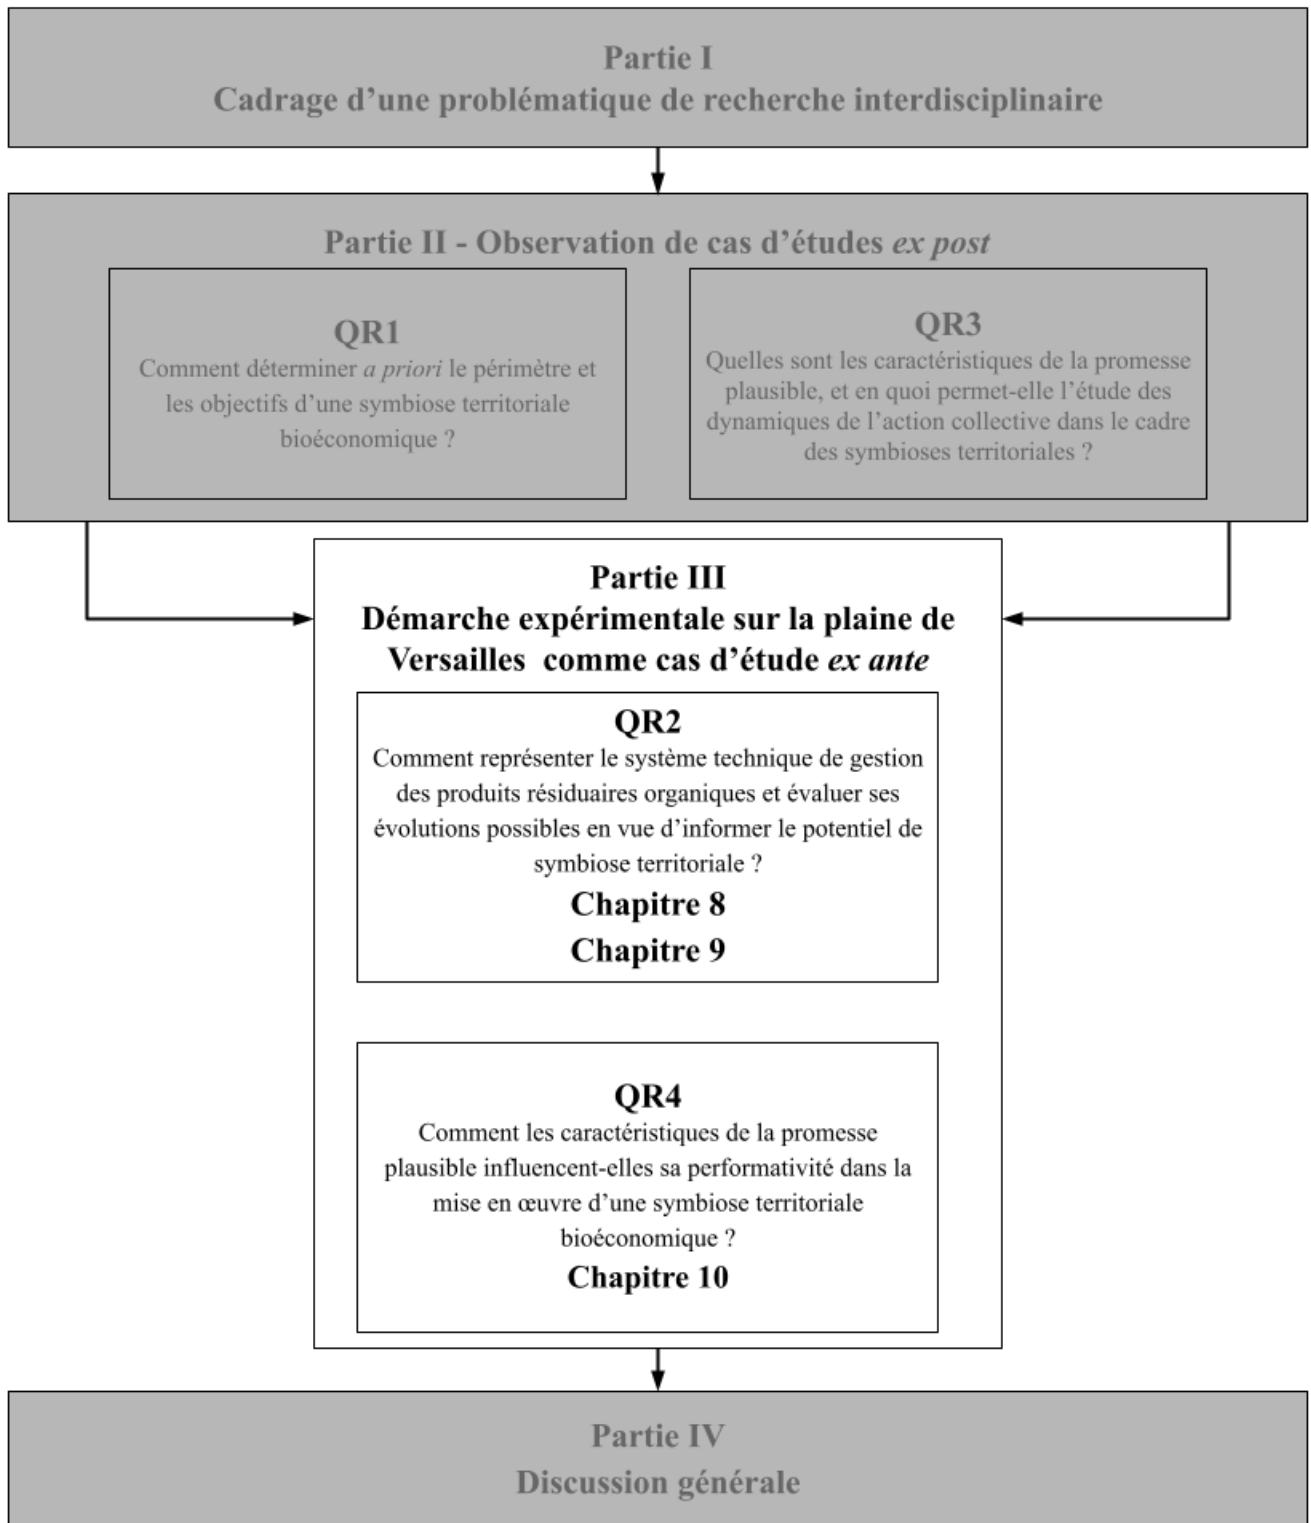 Partie I
Cadrage d’une problématique de recherche interdisciplinaire
Partie II - Observation de cas d’études ex post
QR1
Comment déterminer a priori le périmètre et
les objectifs d’une symbiose territoriale
bioéconomique ?
QR3
Quelles sont les caractéristiques de la promesse
plausible, et en quoi permet-elle l’étude des
dynamiques de l’action collective dans le cadre
des symbioses territoriales ?
Partie III
Démarche expérimentale sur la plaine de
Versailles comme cas d’étude ex ante
QR2
Comment représenter le système technique de gestion
des produits résiduaires organiques et évaluer ses
évolutions possibles en vue d’informer le potentiel de
symbiose territoriale ?
Chapitre 8
Chapitre 9
QR4
Comment les caractéristiques de la promesse
plausible influencent-elles sa performativité dans la
mise en œuvre d’une symbiose territoriale
bioéconomique ?
Chapitre 10
Partie IV
Discussion générale